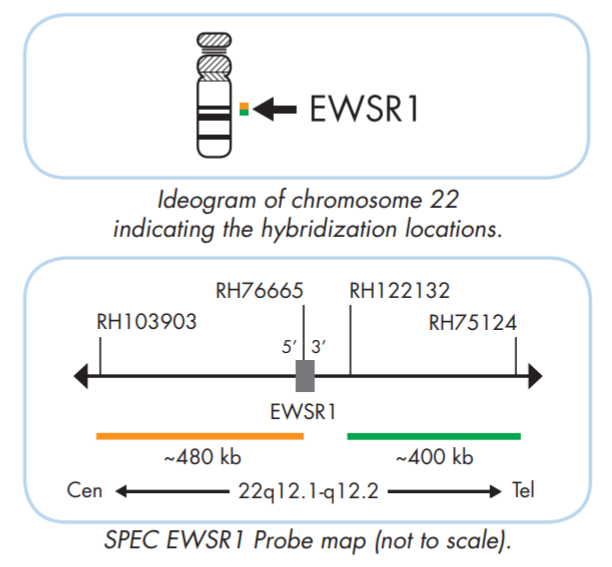 EWSR1
Ideogram of chromosome 22
indicating the hybridization locations.
RH76665 RH122132
RH103903 RH75124
5’ 3’
EWSR1
~480 kb ~400 kb
Cen 22q12.1-q12.2 Tel
SPEC EWSR1 Probe map (not to scale).